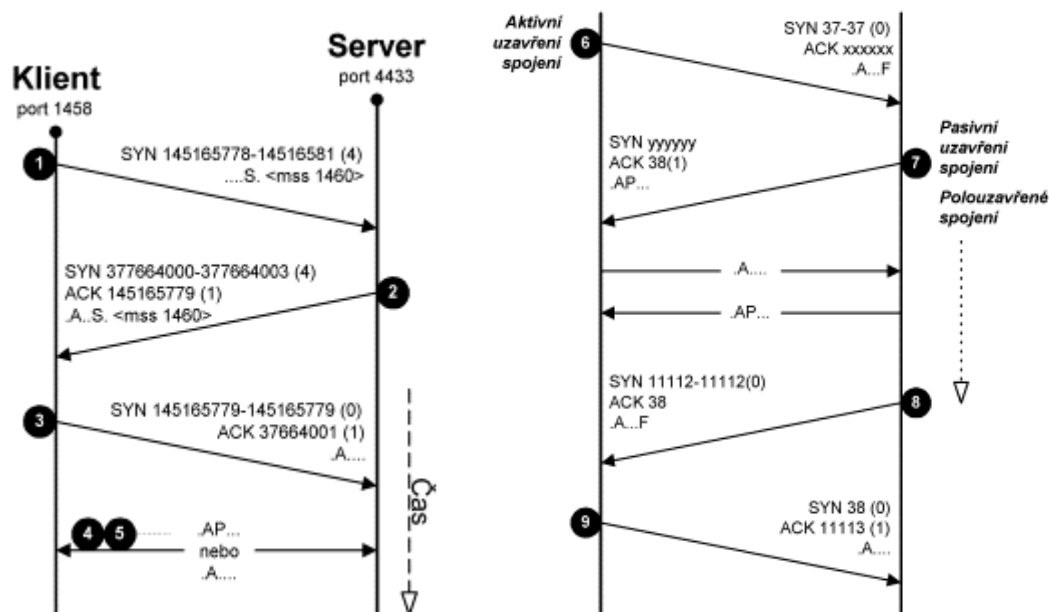 Klient
port 1458
Server
port 4433
1
SYN 145165778-14516581 (4)
....S. <mss 1460>
SYN 377664000-377664003 (4)
ACK 145165779 (1)
.A..S. <mss 1460>
2
3
SYN 145165779-145165779 (0)
ACK 37664001 (1)
.A....
Čas
4 5 ........ .AP...
nebo
.A....
Aktivní
uzavření
spojení
6
SYN 37-37 (0)
ACK xxxxxx
.A...F
SYN yyyyyy
ACK 38(1)
.AP...
7
Pasivní
uzavření
spojení
Polouzavřené
spojení
.A....
.AP...
SYN 11112-11112(0)
ACK 38
.A...F
8
9
SYN 38 (0)
ACK 11113 (1)
.A....